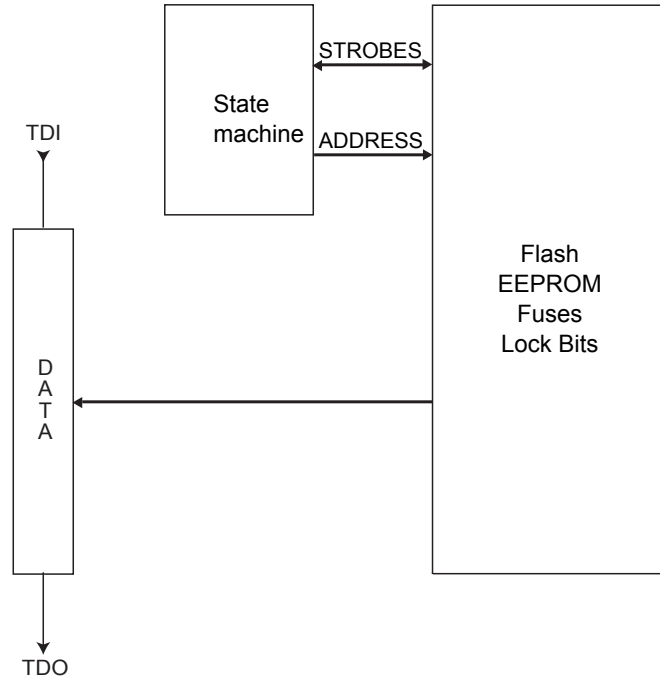 STROBES
State
machine
ADDRESS
TDI
Flash
EEPROM
Fuses
Lock Bits
D
A
T
A
TDO